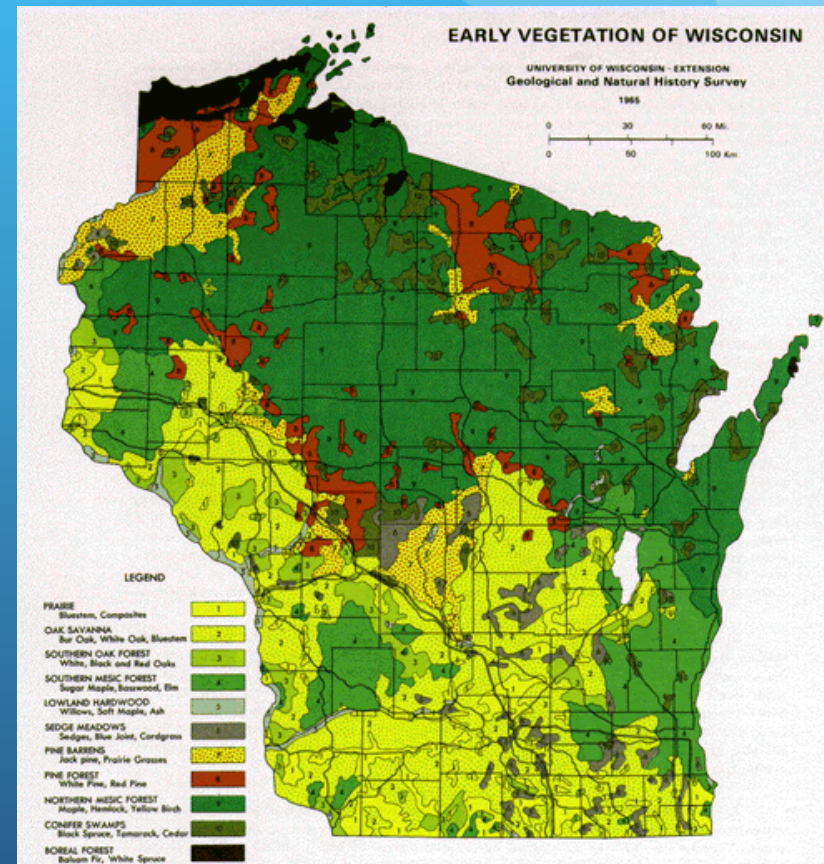 EARLY VEGETATION OF WISCONSIN
UNIVERSITY OF WISCONSIN - EXTENSION
Geological and Natural History Survey
1965
0 30 60 Mi.
0 50 100 Km.
LEGEND
PRAIRIE
Bluestem, Composites
1
OAK SAVANNA
Bur Oak, White Oak, Bluestem
2
SOUTHERN OAK FOREST
White, Black and Red Oaks
3
SOUTHERN MESIC FOREST
Sugar Maple, Basswood, Elm
4
LOWLAND HARDWOOD
Willows, Soft Maple, Ash
5
SEDGE MEADOWS
Sedges, Blue Joint, Cordgrass
6
PINE BARRENS
Jack pine, Prairie Grasses
7
PINE FOREST
White Pine, Red Pine
8
NORTHERN MESIC FOREST
Maple, Hemlock, Yellow Birch
9
CONIFER SWAMPS
Black Spruce, Tamarack, Cedar
10
BOREAL FOREST
Balsam Fir, White Spruce